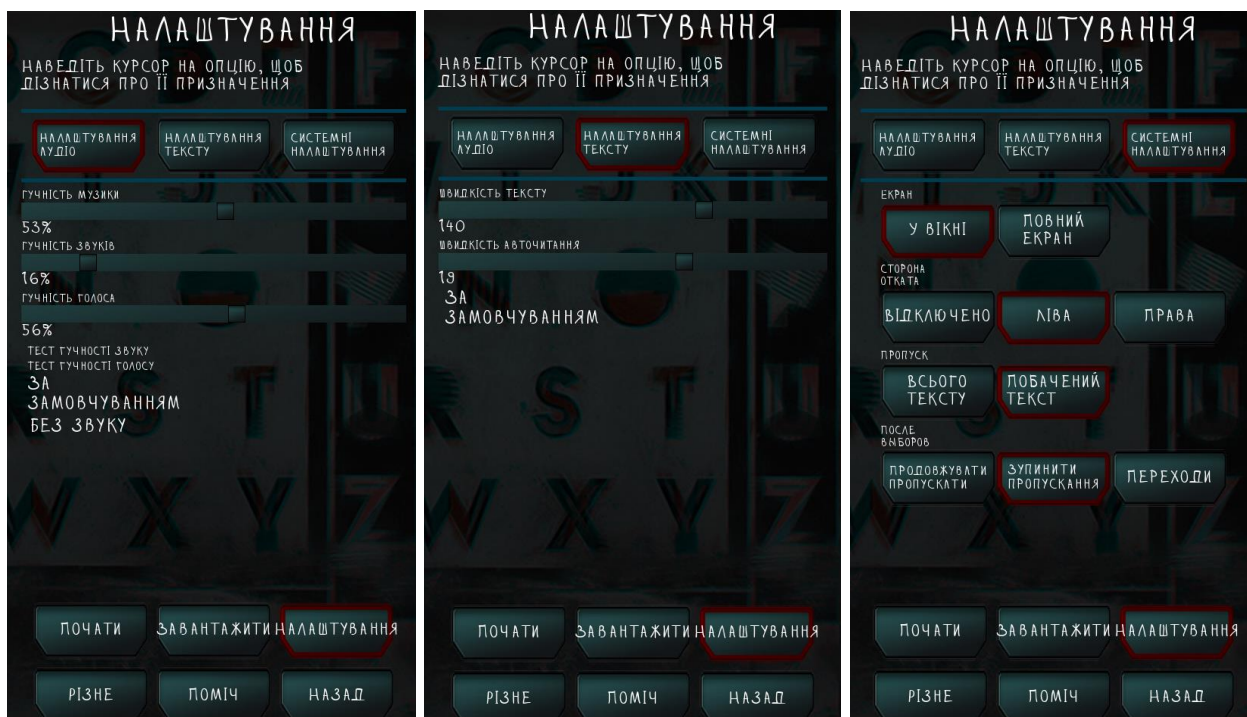 НАЛАШТУВАННЯ
НАВЕДІТЬ КУРСОР НА ОПЦІЮ, ЩОБ
ДІЗНАТИСЯ ПРО ЇЇ ПРИЗНАЧЕННЯ
НАЛАШТУВАННЯ
АУДІО
НАЛАШТУВАННЯ
ТЕКСТУ
СИСТЕМНІ
НАЛАШТУВАННЯ
ГУЧНІСТЬ МУЗИКИ
53%
ГУЧНІСТЬ ЗВУКІВ
16%
ГУЧНІСТЬ ГОЛОСА
56%
ТЕСТ ГУЧНОСТІ ЗВУКУ
ТЕСТ ГУЧНОСТІ ГОЛОСУ
ЗА
ЗАМОВЧУВАННЯМ
БЕЗ ЗВУКУ
ПОЧАТИ
ЗАВАНТАЖИТИ
НАЛАШТУВАННЯ
РІЗНЕ
ПОМІЧ
НАЗАД
НАЛАШТУВАННЯ
НАВЕДІТЬ КУРСОР НА ОПЦІЮ, ЩОБ
ДІЗНАТИСЯ ПРО ЇЇ ПРИЗНАЧЕННЯ
НАЛАШТУВАННЯ
АУДІО
НАЛАШТУВАННЯ
ТЕКСТУ
СИСТЕМНІ
НАЛАШТУВАННЯ
ШВИДКІСТЬ ТЕКСТУ
140
ШВИДКІСТЬ АВТОЧИТАННЯ
19
ЗА
ЗАМОВЧУВАННЯМ
ПОЧАТИ
ЗАВАНТАЖИТИ
НАЛАШТУВАННЯ
РІЗНЕ
ПОМІЧ
НАЗАД
НАЛАШТУВАННЯ
НАВЕДІТЬ КУРСОР НА ОПЦІЮ, ЩОБ
ДІЗНАТИСЯ ПРО ЇЇ ПРИЗНАЧЕННЯ
НАЛАШТУВАННЯ
АУДІО
НАЛАШТУВАННЯ
ТЕКСТУ
СИСТЕМНІ
НАЛАШТУВАННЯ
ЕКРАН
У ВІКНІ
ПОВНИЙ
ЕКРАН
СТОРОНА
ОТКАТА
ВІДКЛЮЧЕНО
ЛІВА
ПРАВА
ПРОПУСК
ВСЬОГО
ТЕКСТУ
ПОБАЧЕНИЙ
ТЕКСТ
ПОСЛЕ
ВЫБОРОВ
ПРОДОВЖУВАТИ
ПРОПУСКАТИ
ЗУПИНИТИ
ПРОПУСКАННЯ
ПЕРЕХОДИ
ПОЧАТИ
ЗАВАНТАЖИТИ
НАЛАШТУВАННЯ
РІЗНЕ
ПОМІЧ
НАЗАД